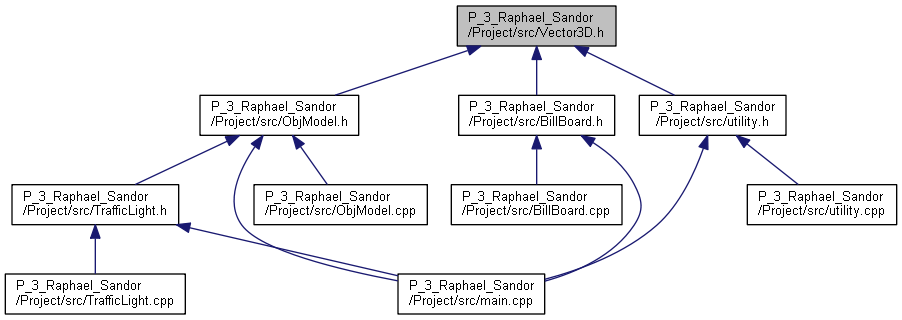 P_3_Raphael_Sandor
/Project/src/Vector3D.h
P_3_Raphael_Sandor
/Project/src/ObjModel.h
P_3_Raphael_Sandor
/Project/src/BillBoard.h
P_3_Raphael_Sandor
/Project/src/utility.h
P_3_Raphael_Sandor
/Project/src/TrafficLight.h
P_3_Raphael_Sandor
/Project/src/ObjModel.cpp
P_3_Raphael_Sandor
/Project/src/BillBoard.cpp
P_3_Raphael_Sandor
/Project/src/utility.cpp
P_3_Raphael_Sandor
/Project/src/TrafficLight.cpp
P_3_Raphael_Sandor
/Project/src/main.cpp